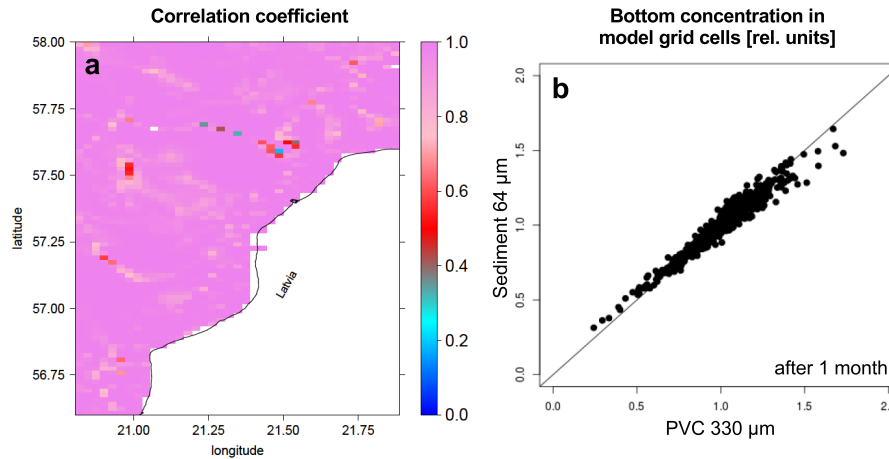 Correlation coefficient
a
58.00
57.75
57.50
57.25
57.00
56.75
latitude
21.00
21.25
21.50
21.75
longitude
Latvia
1.0
0.8
0.6
0.4
0.2
0.0
Bottom concentration in
model grid cells [rel. units]
b
2.0
1.5
1.0
0.5
0.0
Sediment 64 µm
after 1 month
0.0
0.5
1.0
1.5
2.
PVC 330 µm